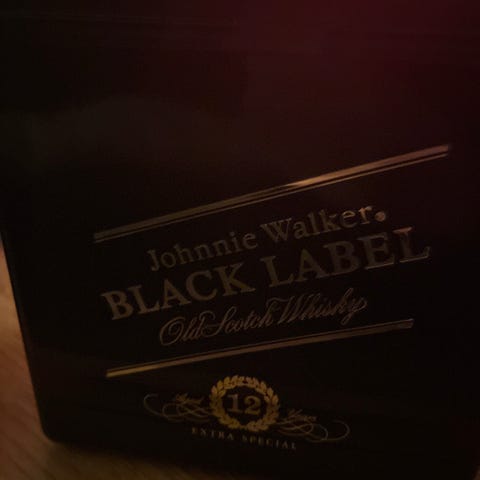 Johnnie Walker®
BLACK LABEL
Old Scotch Whisky
Aged 12 Years
EXTRA SPECIAL